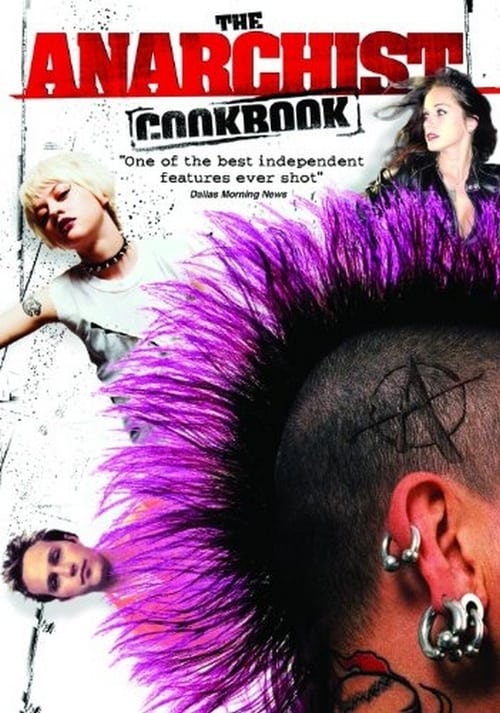 THE
ANARCHIST
COOKBOOK
"One of the best independent
features ever shot"
Dallas Morning News